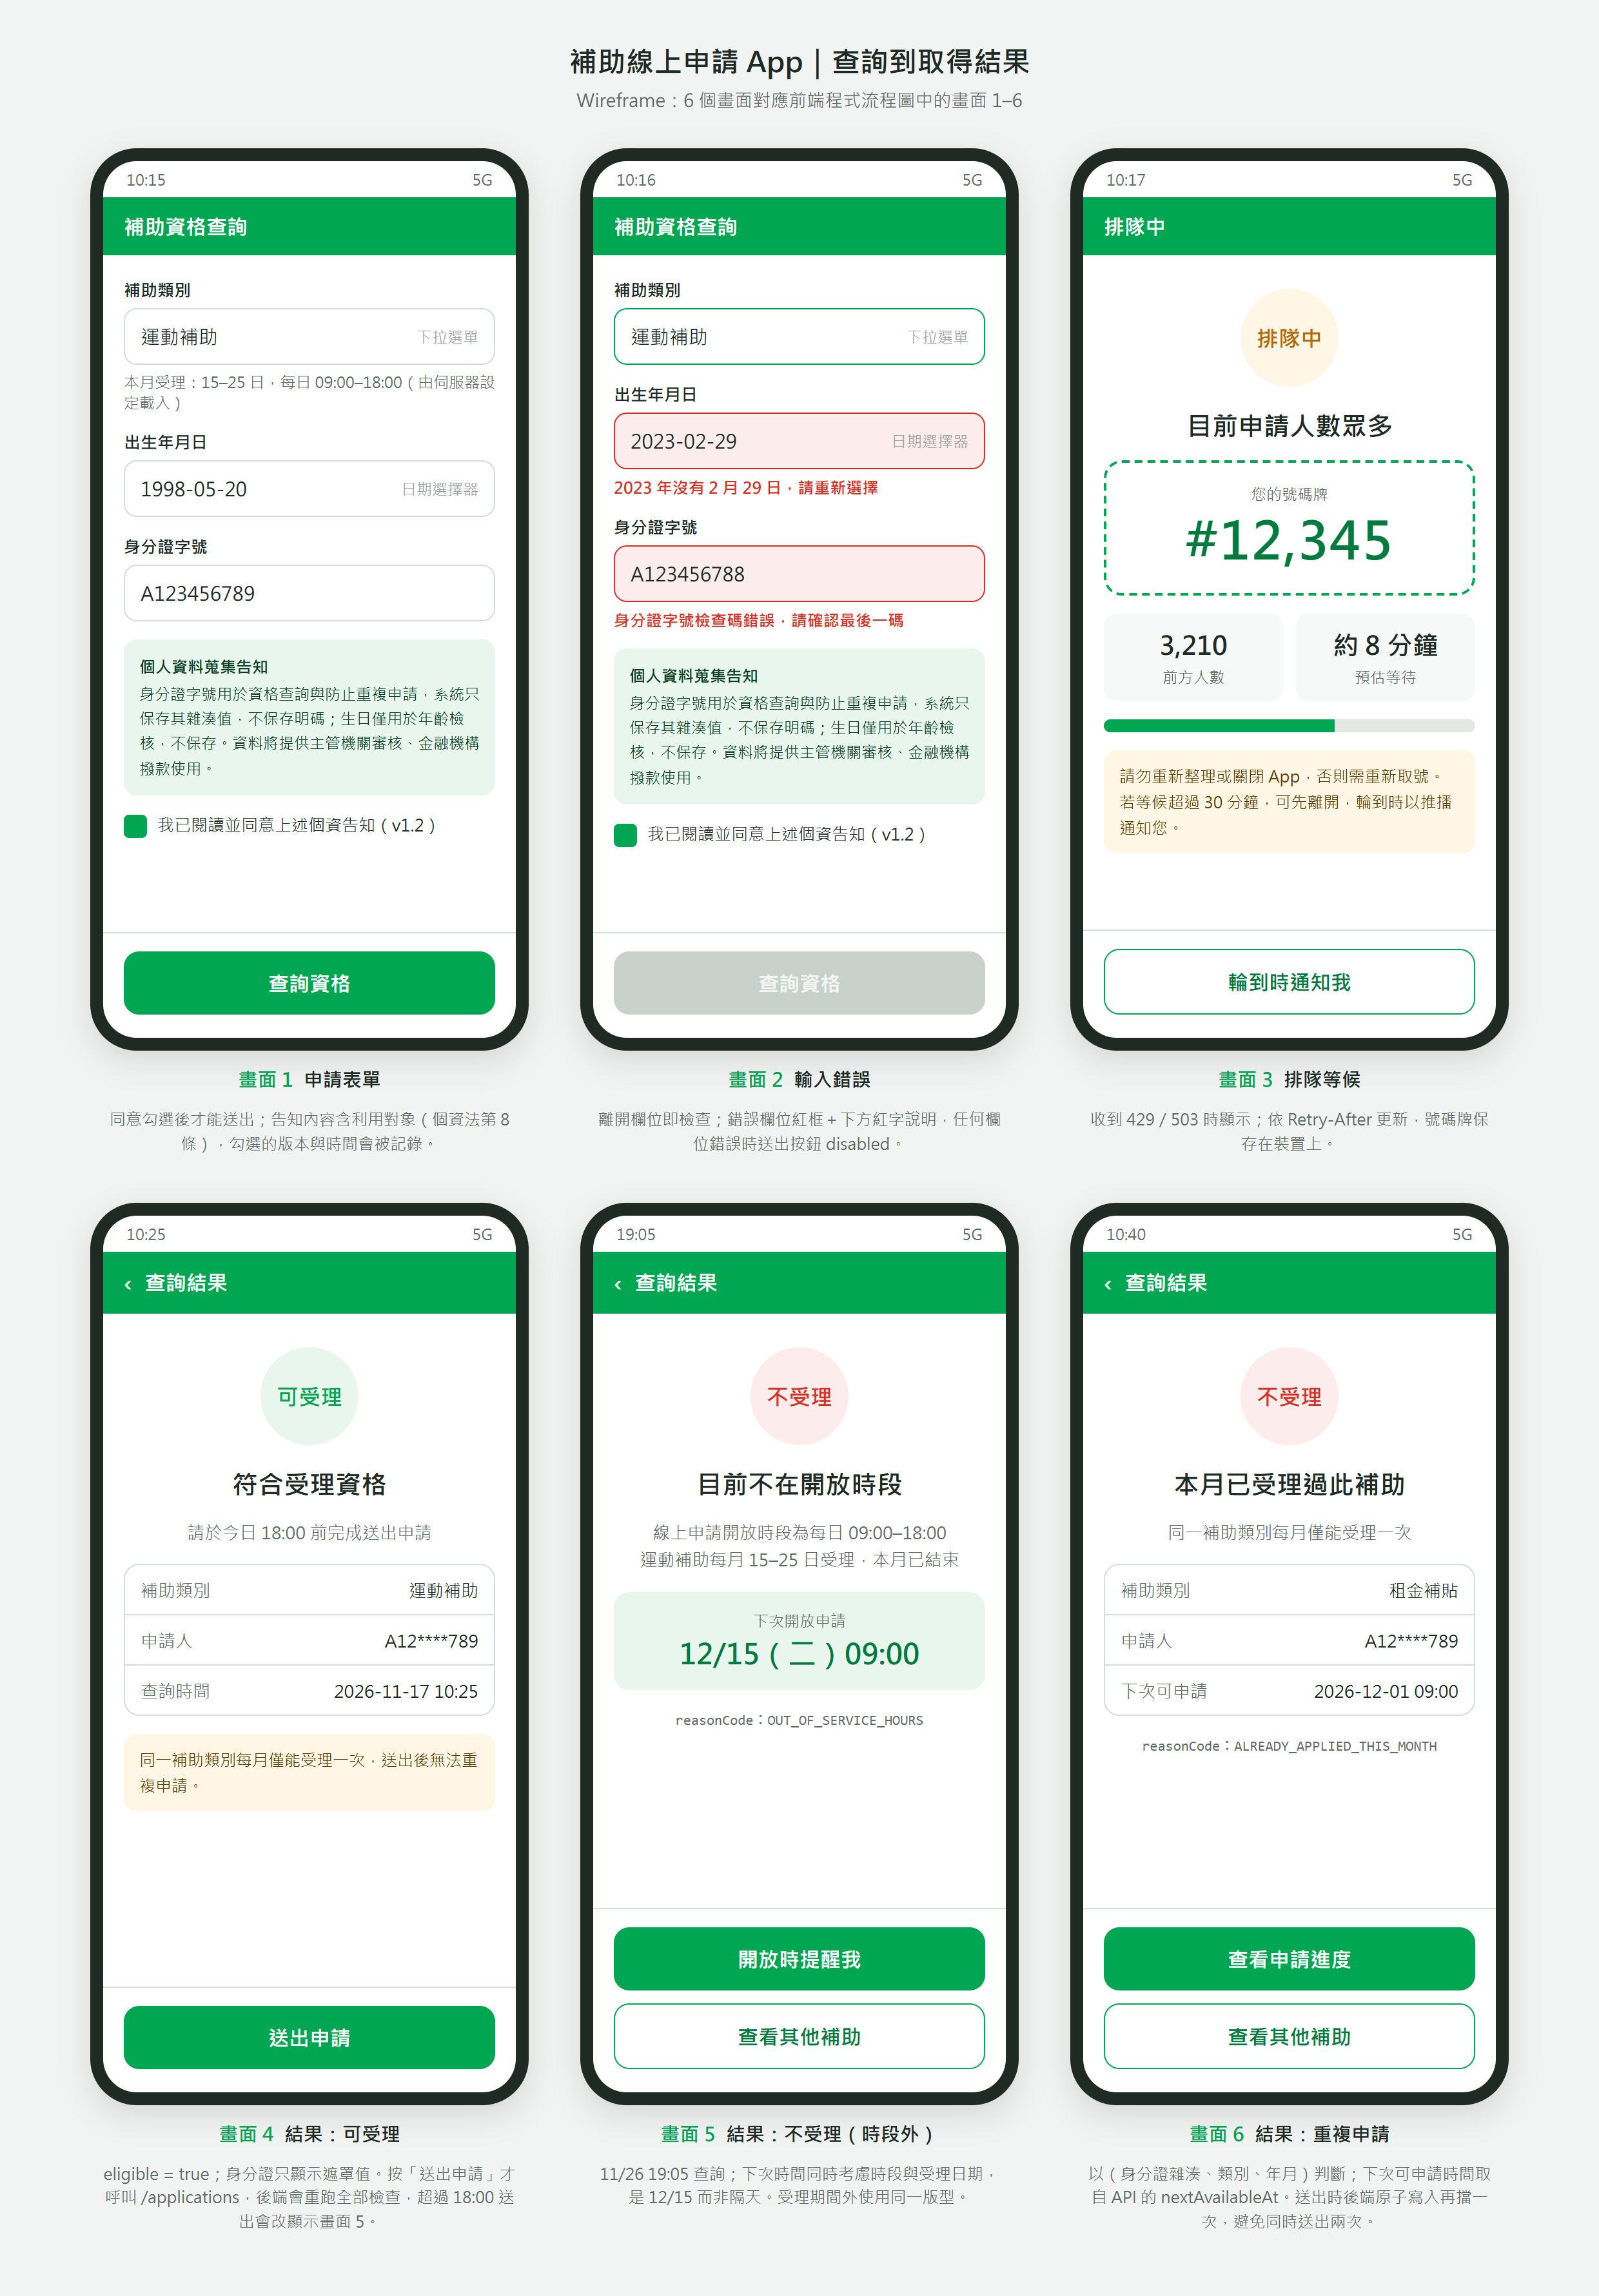 補助線上申請 App｜查詢到取得結果
Wireframe：6 個畫面對應前端程式流程圖中的畫面 1–6
10:15
5G
補助資格查詢
補助類別
運動補助
下拉選單
本月受理：15–25 日，每日 09:00–18:00（由伺服器設
定載入）
出生年月日
1998-05-20
日期選擇器
身分證字號
A123456789
個人資料蒐集告知
身分證字號用於資格查詢與防止重複申請，系統只
保存其雜湊值，不保存明碼；生日僅用於年齡檢
核，不保存。資料將提供主管機關審核、金融機構
撥款使用。
我已閱讀並同意上述個資告知（v1.2）
查詢資格
畫面 1 申請表單
同意勾選後才能送出；告知內容含利用對象（個資法第 8
條），勾選的版本與時間會被記錄。
10:16
5G
補助資格查詢
補助類別
運動補助
下拉選單
出生年月日
2023-02-29
日期選擇器
2023 年沒有 2 月 29 日，請重新選擇
身分證字號
A123456788
身分證字號檢查碼錯誤，請確認最後一碼
個人資料蒐集告知
身分證字號用於資格查詢與防止重複申請，系統只
保存其雜湊值，不保存明碼；生日僅用於年齡檢
核，不保存。資料將提供主管機關審核、金融機構
撥款使用。
我已閱讀並同意上述個資告知（v1.2）
查詢資格
畫面 2 輸入錯誤
離開欄位即檢查；錯誤欄位紅框＋下方紅字說明，任何欄
位錯誤時送出按鈕 disabled。
10:17
5G
排隊中
排隊中
目前申請人數眾多
您的號碼牌
#12,345
3,210
前方人數
約 8 分鐘
預估等待
請勿重新整理或關閉 App，否則需重新取號。
若等候超過 30 分鐘，可先離開，輪到時以推播
通知您。
輪到時通知我
畫面 3 排隊等候
收到 429 / 503 時顯示；依 Retry-After 更新，號碼牌保
存在裝置上。
10:25
5G
‹ 查詢結果
可受理
符合受理資格
請於今日 18:00 前完成送出申請
補助類別
運動補助
申請人
A12****789
查詢時間
2026-11-17 10:25
同一補助類別每月僅能受理一次，送出後無法重
複申請。
送出申請
畫面 4 結果：可受理
eligible = true；身分證只顯示遮罩值。按「送出申請」才
呼叫 /applications，後端會重跑全部檢查，超過 18:00 送
出會改顯示畫面 5。
19:05
5G
‹ 查詢結果
不受理
目前不在開放時段
線上申請開放時段為每日 09:00–18:00
運動補助每月 15–25 日受理，本月已結束
下次開放申請
12/15（二）09:00
reasonCode：OUT_OF_SERVICE_HOURS
開放時提醒我
查看其他補助
畫面 5 結果：不受理（時段外）
11/26 19:05 查詢；下次時間同時考慮時段與受理日期，
是 12/15 而非隔天。受理期間外使用同一版型。
10:40
5G
‹ 查詢結果
不受理
本月已受理過此補助
同一補助類別每月僅能受理一次
補助類別
租金補貼
申請人
A12****789
下次可申請
2026-12-01 09:00
reasonCode：ALREADY_APPLIED_THIS_MONTH
查看申請進度
查看其他補助
畫面 6 結果：重複申請
以（身分證雜湊、類別、年月）判斷；下次可申請時間取
自 API 的 nextAvailableAt。送出時後端原子寫入再擋一
次，避免同時送出兩次。